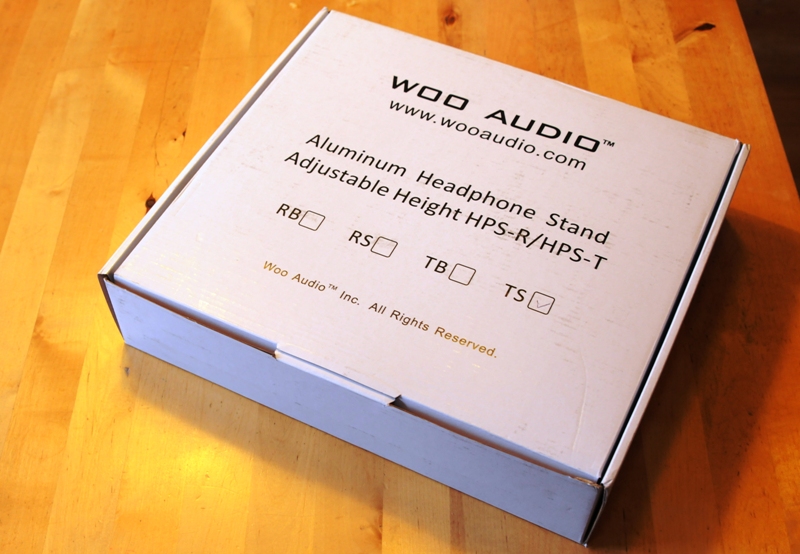 WOO AUDIO™
www.wooaudio.com
Aluminum Headphone Stand
Adjustable Height HPS-R/HPS-T
RB☐ RS☐ TB☐ TS☑
Woo Audio™ Inc. All Rights Reserved.